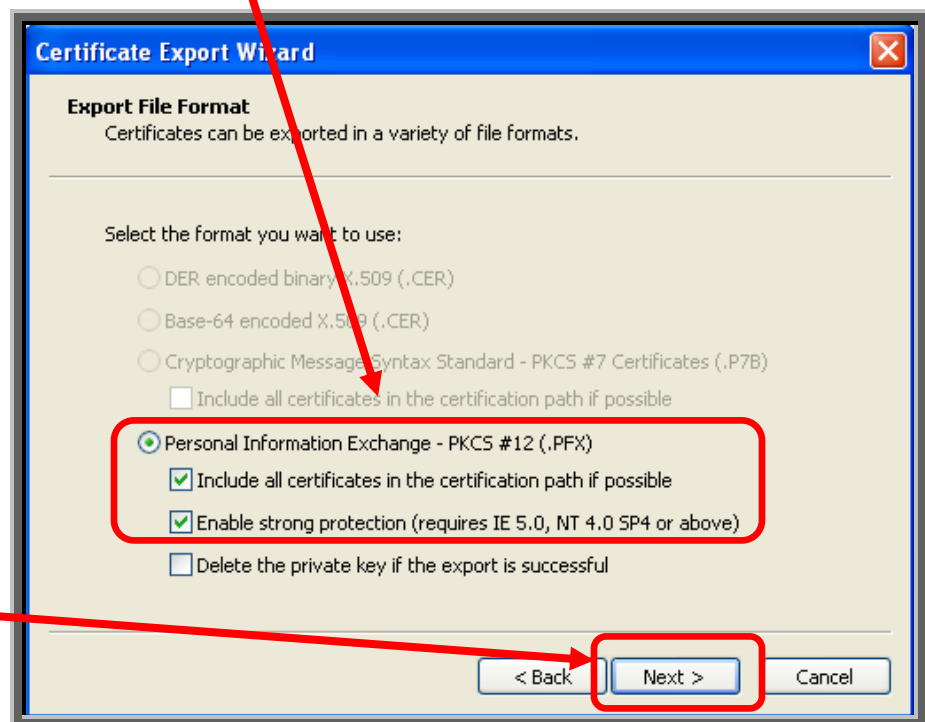 Certificate Export Wizard
Export File Format
Certificates can be exported in a variety of file formats.
Select the format you want to use:
DER encoded binary X.509 (.CER)
Base-64 encoded X.509 (.CER)
Cryptographic Message Syntax Standard - PKCS #7 Certificates (.P7B)
Include all certificates in the certification path if possible
Personal Information Exchange - PKCS #12 (.PFX)
Include all certificates in the certification path if possible
Enable strong protection (requires IE 5.0, NT 4.0 SP4 or above)
Delete the private key if the export is successful
< Back Next > Cancel